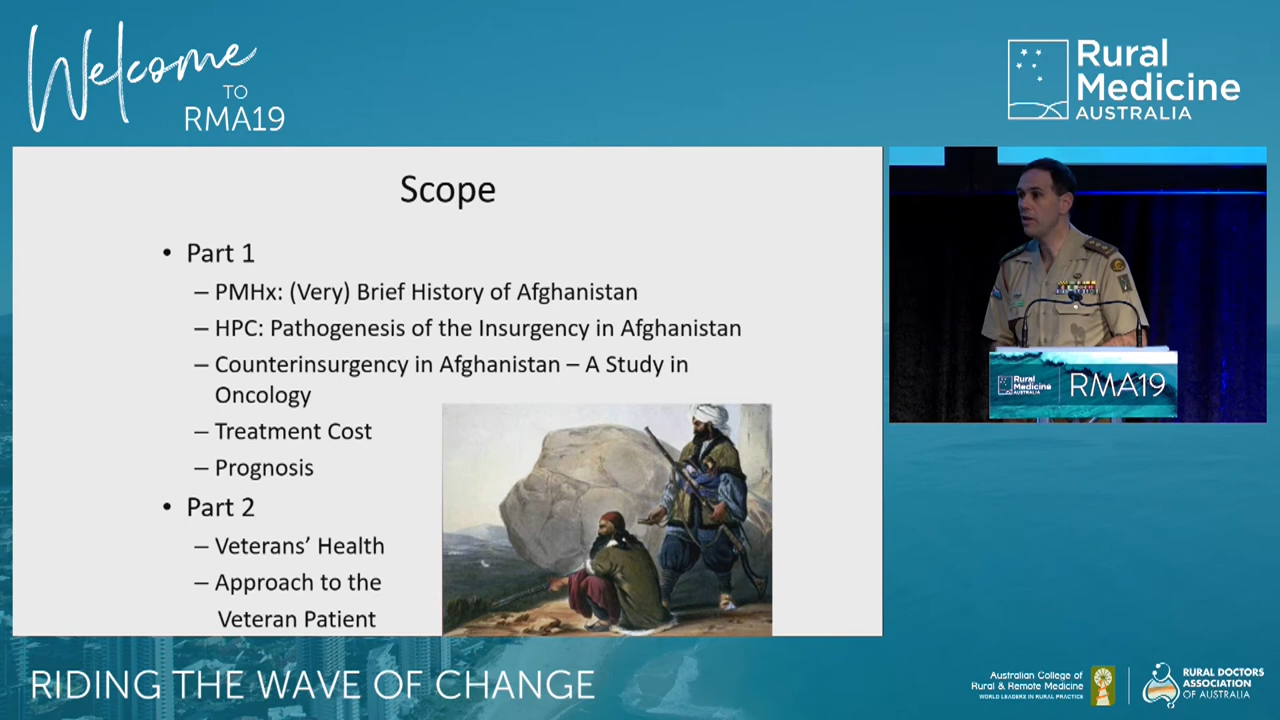 Welcome
TO
RMA19
Rural
Medicine
AUSTRALIA
Scope
• Part 1
– PMHx: (Very) Brief History of Afghanistan
– HPC: Pathogenesis of the Insurgency in Afghanistan
– Counterinsurgency in Afghanistan – A Study in
Oncology
– Treatment Cost
– Prognosis
• Part 2
– Veterans’ Health
– Approach to the
Veteran Patient
Rural
Medicine
AUSTRALIA
RMA19
RIDING THE WAVE OF CHANGE
Australian College of
Rural & Remote Medicine
WORLD LEADERS IN RURAL PRACTICE
RURAL DOCTORS
ASSOCIATION
OF AUSTRALIA